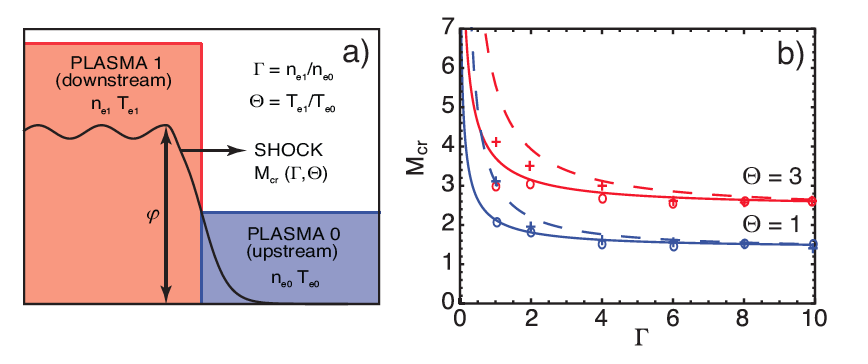 a)
PLASMA 1
(downstream)
n_e1 T_e1
Γ = n_e1/n_e0
Θ = T_e1/T_e0
SHOCK
M_cr (Γ,Θ)
φ
PLASMA 0
(upstream)
n_e0 T_e0
b)
7
6
5
4
3
2
1
0
M_cr
Θ = 3
Θ = 1
0 2 4 6 8 10
Γ